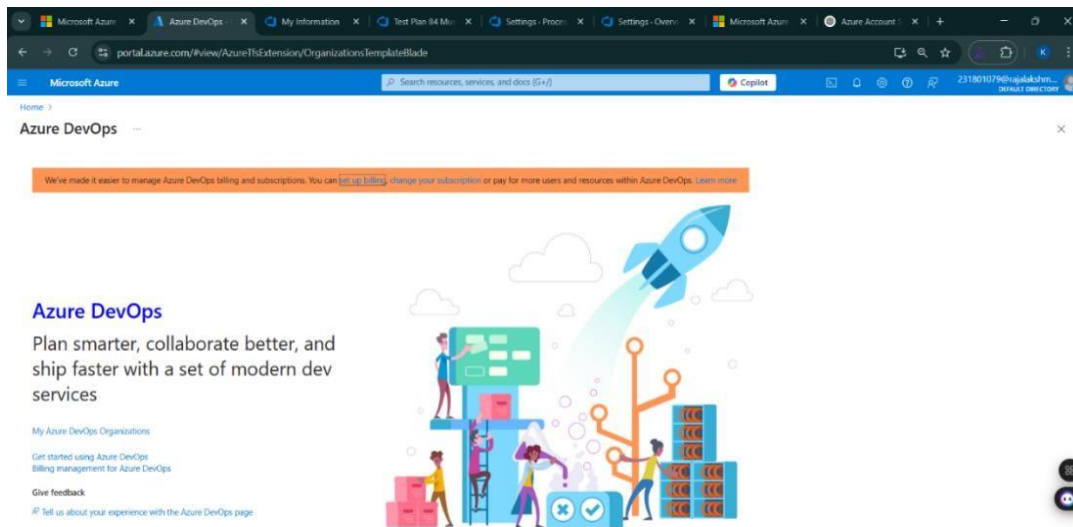 Microsoft Azure
Azure DevOps -
My Information
Test Plan 84 Mu
Settings - Proce
Settings - Overv
Microsoft Azure
Azure Account S
portal.azure.com/#view/AzureTfsExtension/OrganizationsTemplateBlade
K
Microsoft Azure
Search resources, services, and docs (G+/)
Copilot
231801079@rajalakshm...
DEFAULT DIRECTORY
Home >
Azure DevOps ...
We've made it easier to manage Azure DevOps billing and subscriptions. You can set up billing, change your subscription or pay for more users and resources within Azure DevOps. Learn more
Azure DevOps
Plan smarter, collaborate better, and
ship faster with a set of modern dev
services
My Azure DevOps Organizations
Get started using Azure DevOps
Billing management for Azure DevOps
Give feedback
Tell us about your experience with the Azure DevOps page